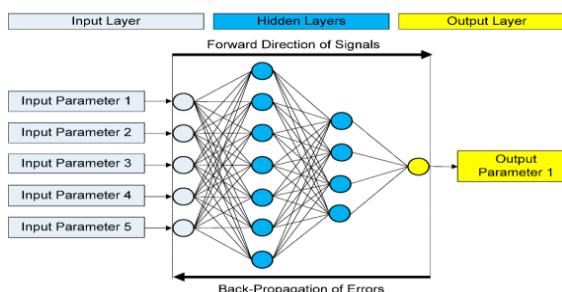 Input Layer
Hidden Layers
Output Layer
Forward Direction of Signals
Input Parameter 1
Input Parameter 2
Input Parameter 3
Input Parameter 4
Input Parameter 5
Output
Parameter 1
Back-Propagation of Errors